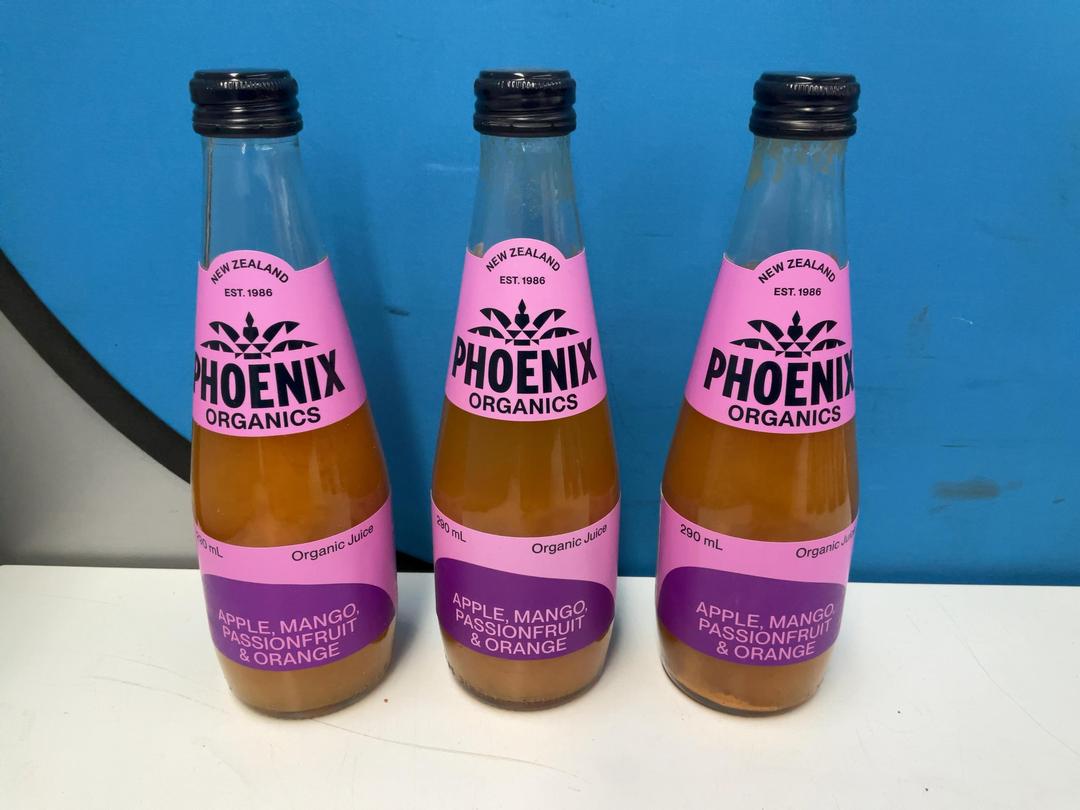 NEW ZEALAND
EST. 1986
PHOENIX
ORGANICS
290 mL
Organic Juice
APPLE, MANGO,
PASSIONFRUIT
& ORANGE
NEW ZEALAND
EST. 1986
PHOENIX
ORGANICS
290 mL
Organic Juice
APPLE, MANGO,
PASSIONFRUIT
& ORANGE
NEW ZEALAND
EST. 1986
PHOENIX
ORGANICS
290 mL
Organic Juice
APPLE, MANGO,
PASSIONFRUIT
& ORANGE